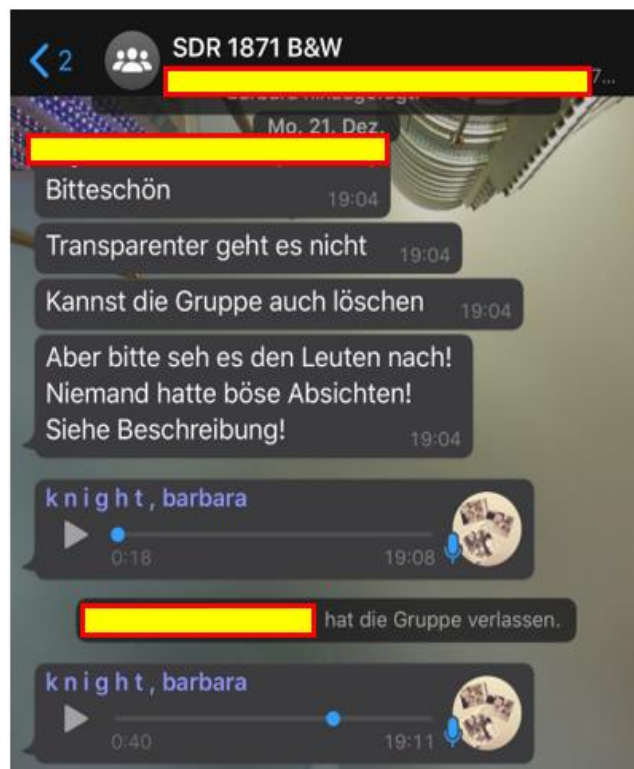 2
SDR 1871 B&W
7...
Mo. 21. Dez.
Bitteschön
19:04
Transparenter geht es nicht 19:04
Kannst die Gruppe auch löschen 19:04
Aber bitte seh es den Leuten nach!
Niemand hatte böse Absichten!
Siehe Beschreibung!
19:04
k n i g h t , barbara
0:18 19:08
hat die Gruppe verlassen.
k n i g h t , barbara
0:40 19:11